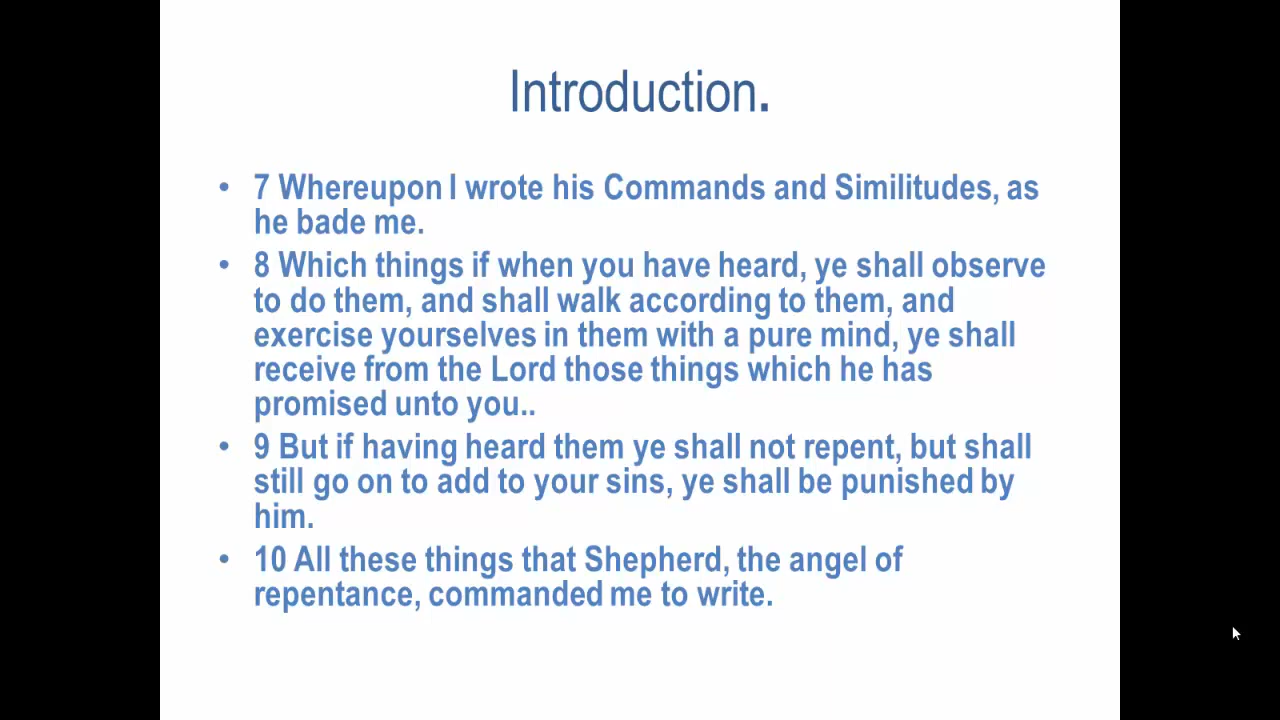 Introduction.
• 7 Whereupon I wrote his Commands and Similitudes, as
he bade me.
• 8 Which things if when you have heard, ye shall observe
to do them, and shall walk according to them, and
exercise yourselves in them with a pure mind, ye shall
receive from the Lord those things which he has
promised unto you..
• 9 But if having heard them ye shall not repent, but shall
still go on to add to your sins, ye shall be punished by
him.
• 10 All these things that Shepherd, the angel of
repentance, commanded me to write.